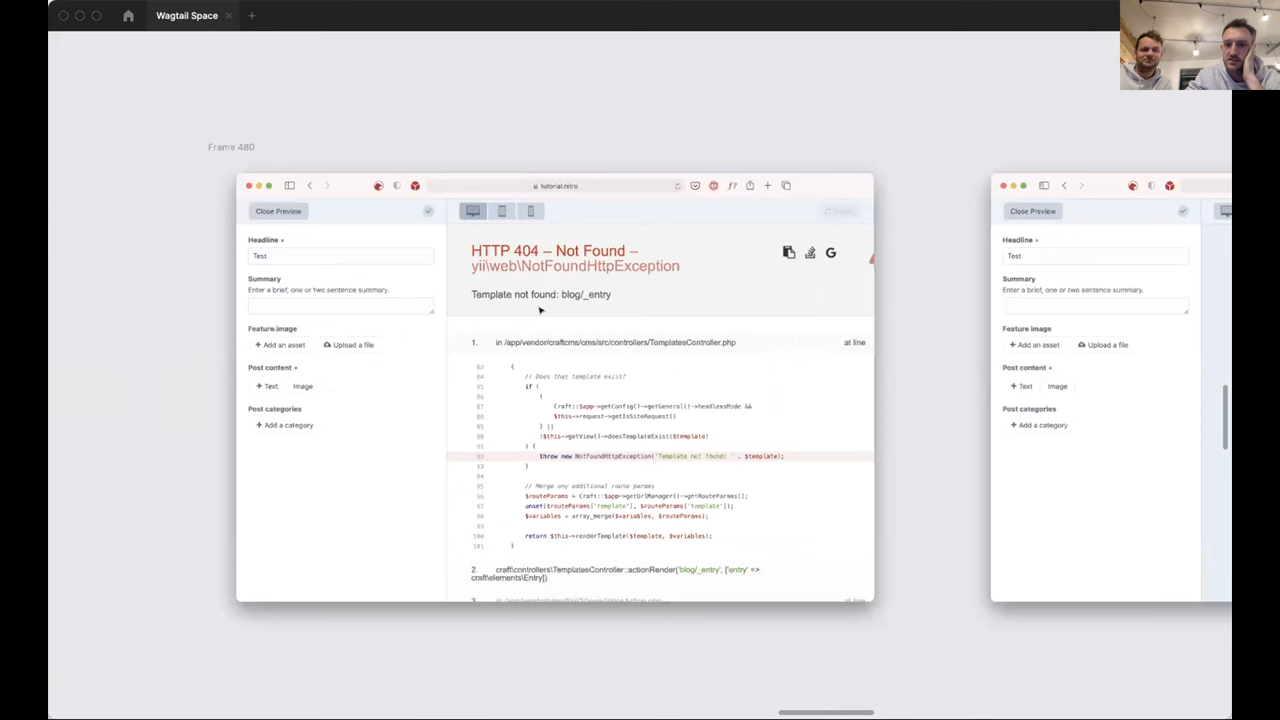 Wagtail Space
Frame 480
tutorial.nitro
Close Preview
Headline
Test
Summary
Enter a brief, one or two sentence summary.
Feature image
+ Add an asset
Upload a file
Post content
+ Text
Image
Post categories
+ Add a category
HTTP 404 – Not Found –
yii\web\NotFoundHttpException
Template not found: blog/_entry
1. in /app/vendor/craftcms/cms/src/controllers/TemplatesController.php at line
{
// Does that template exist?
if (
(
Craft::$app->getConfig()->getGeneral()->headlessMode &&
$this->request->getIsSiteRequest()
) ||
!$this->getView()->doesTemplateExist($template)
) {
throw new NotFoundHttpException('Template not found: ' . $template);
}
// Merge any additional route params
$routeParams = Craft::$app->getUrlManager()->getRouteParams();
unset($routeParams['template'], $routeParams['template']);
$variables = array_merge($variables, $routeParams);
return $this->renderTemplate($template, $variables);
}
2. craft\controllers\TemplatesController::actionRender('blog/_entry', ['entry' =>
craft\elements\Entry])
Close Preview
Headline
Test
Summary
Enter a brief, one or two sentence summary.
Feature image
+ Add an asset
Upload a file
Post content
+ Text
Image
Post categories
+ Add a category